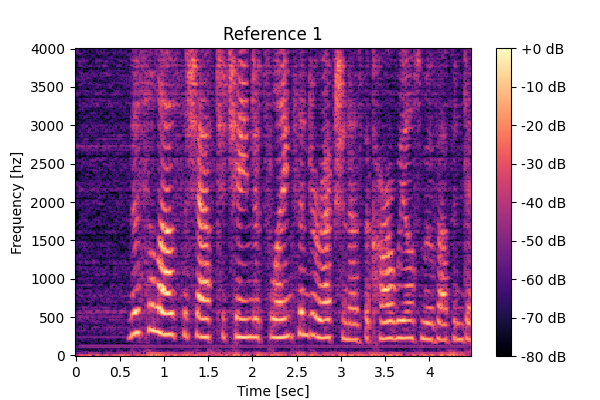 Reference 1
4000
3500
3000
2500
2000
1500
1000
500
0
Frequency [hz]
0 0.5 1 1.5 2 2.5 3 3.5 4
Time [sec]
+0 dB
-10 dB
-20 dB
-30 dB
-40 dB
-50 dB
-60 dB
-70 dB
-80 dB